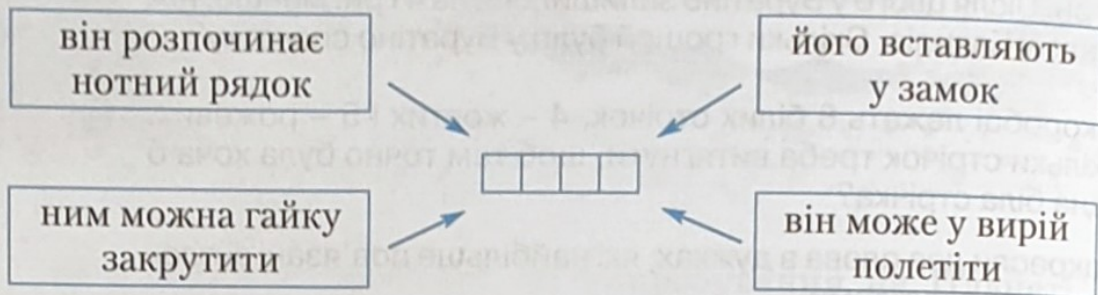 він розпочинає
нотний рядок
його вставляють
у замок
ним можна гайку
закрутити
він може у вирій
полетіти